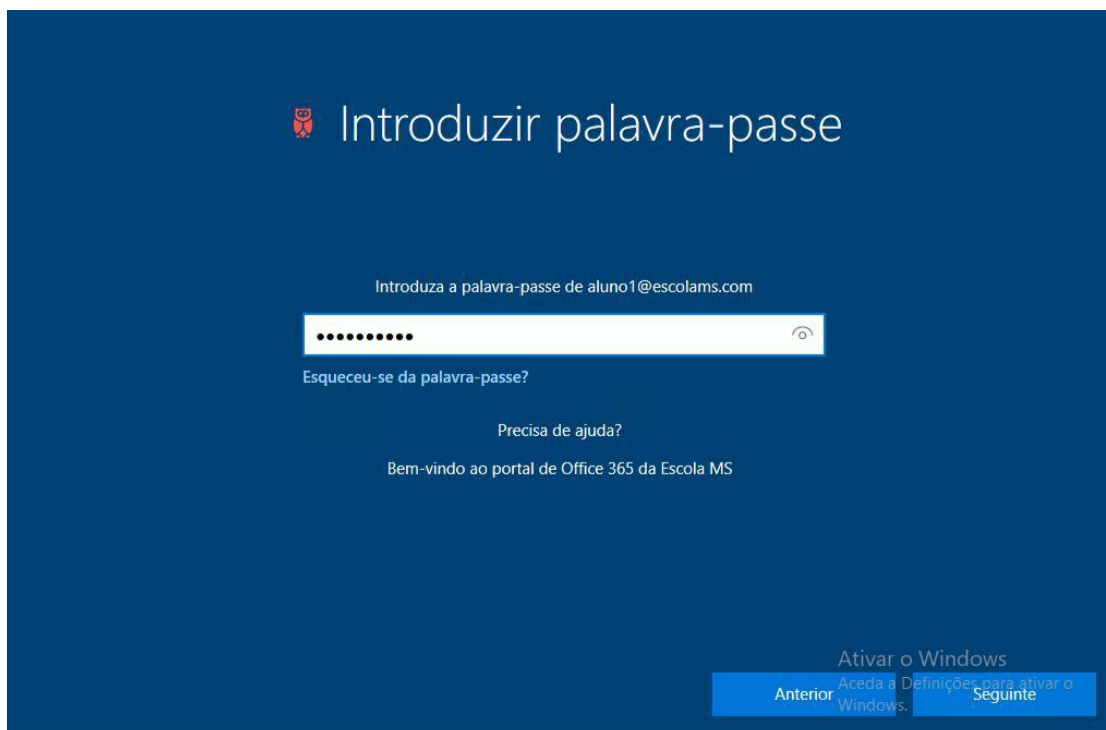 Introduzir palavra-passe
Introduza a palavra-passe de aluno1@escolams.com
••••••••••
Esqueceu-se da palavra-passe?
Precisa de ajuda?
Bem-vindo ao portal de Office 365 da Escola MS
Ativar o Windows
Aceda a Definições para ativar o
Windows.
Anterior
Seguinte